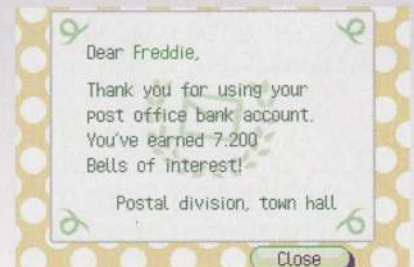 Dear Freddie,
Thank you for using your
post office bank account.
You've earned 7.200
Bells of interest!
Postal division, town hall
Close